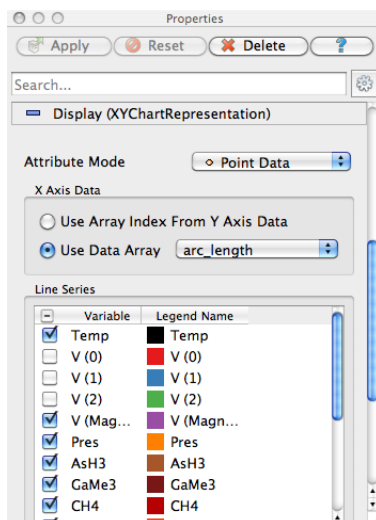 Properties
Apply Reset Delete ?
Search...
Display (XYChartRepresentation)
Attribute Mode Point Data
X Axis Data
Use Array Index From Y Axis Data
Use Data Array arc_length
Line Series
Variable Legend Name
Temp Temp
V (0) V (0)
V (1) V (1)
V (2) V (2)
V (Mag... V (Magn...
Pres Pres
AsH3 AsH3
GaMe3 GaMe3
CH4 CH4